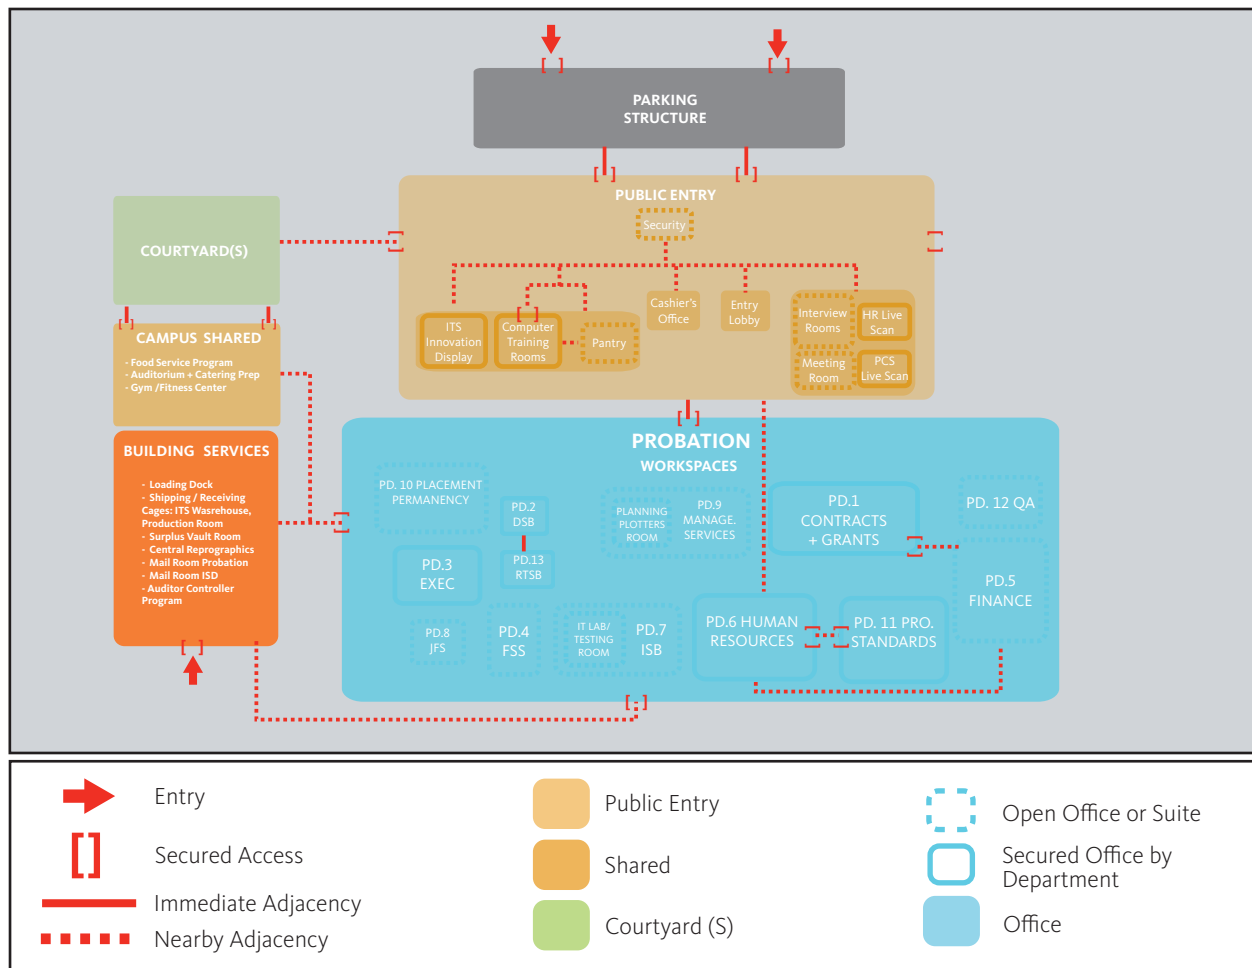 PARKING
STRUCTURE
PUBLIC ENTRY
Security
Cashier's
Office
Entry
Lobby
ITS
Innovation
Display
Computer
Training
Rooms
Pantry
Interview
Rooms
HR Live
Scan
Meeting
Room
PCS
Live Scan
COURTYARD(S)
CAMPUS SHARED
- Food Service Program
- Auditorium + Catering Prep
- Gym /Fitness Center
BUILDING SERVICES
- Loading Dock
- Shipping / Receiving
Cages: ITS Warehouse,
Production Room
- Surplus Vault Room
- Central Reprographics
- Mail Room Probation
- Mail Room ISD
- Auditor Controller
Program
PROBATION
WORKSPACES
PD. 10 PLACEMENT
PERMANENCY
PD.2
DSB
PD.13
RTSB
PD.3
EXEC
PD.8
JFS
PD.4
FSS
PLANNING
PLOTTERS
ROOM
PD.9
MANAGE.
SERVICES
IT LAB/
TESTING
ROOM
PD.7
ISB
PD.1
CONTRACTS
+ GRANTS
PD. 12 QA
PD.5
FINANCE
PD.6 HUMAN
RESOURCES
PD. 11 PRO.
STANDARDS
Entry
Secured Access
Immediate Adjacency
Nearby Adjacency
Public Entry
Shared
Courtyard (S)
Open Office or Suite
Secured Office by
Department
Office